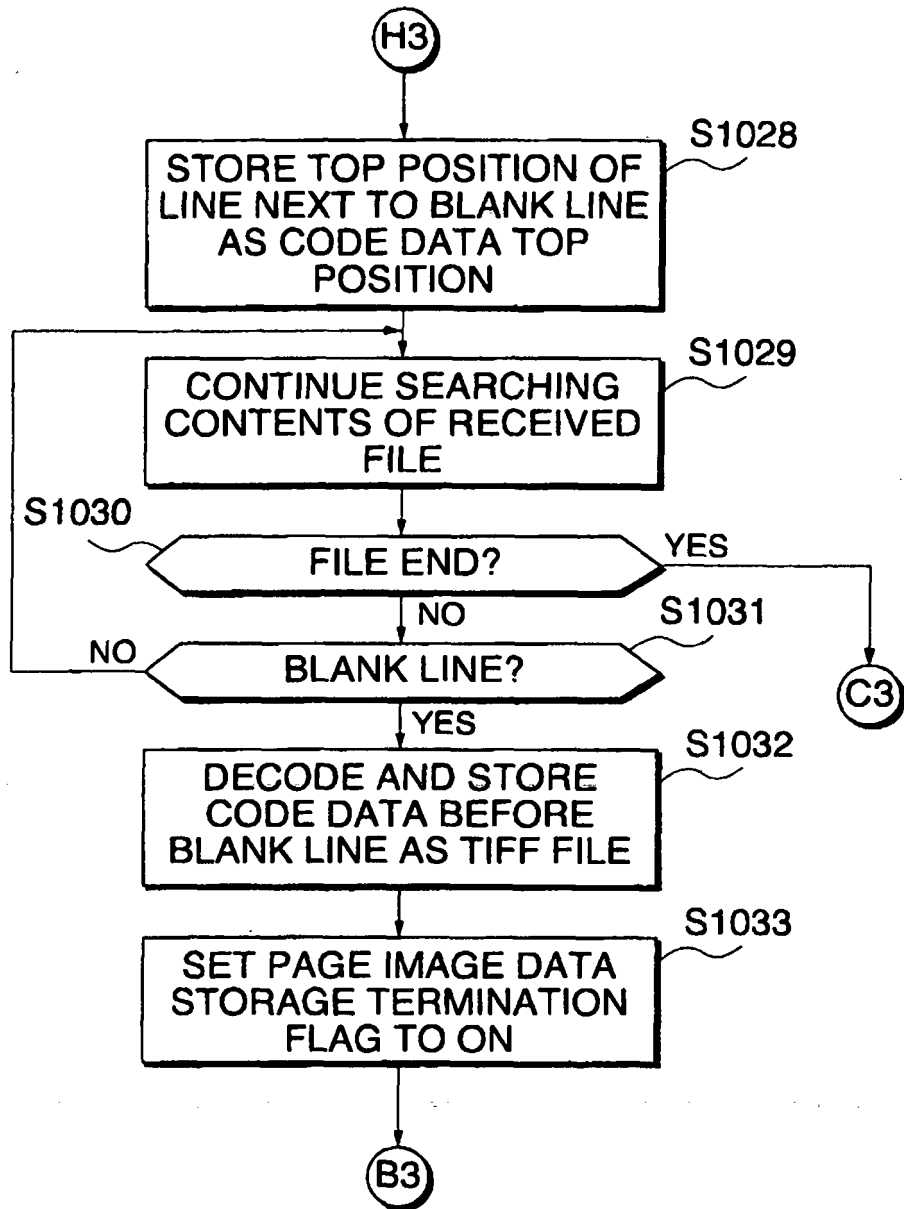 H3
S1028
STORE TOP POSITION OF
LINE NEXT TO BLANK LINE
AS CODE DATA TOP
POSITION
S1029
CONTINUE SEARCHING
CONTENTS OF RECEIVED
FILE
S1030
FILE END?
YES
NO
S1031
NO
BLANK LINE?
C3
YES
S1032
DECODE AND STORE
CODE DATA BEFORE
BLANK LINE AS TIFF FILE
S1033
SET PAGE IMAGE DATA
STORAGE TERMINATION
FLAG TO ON
B3